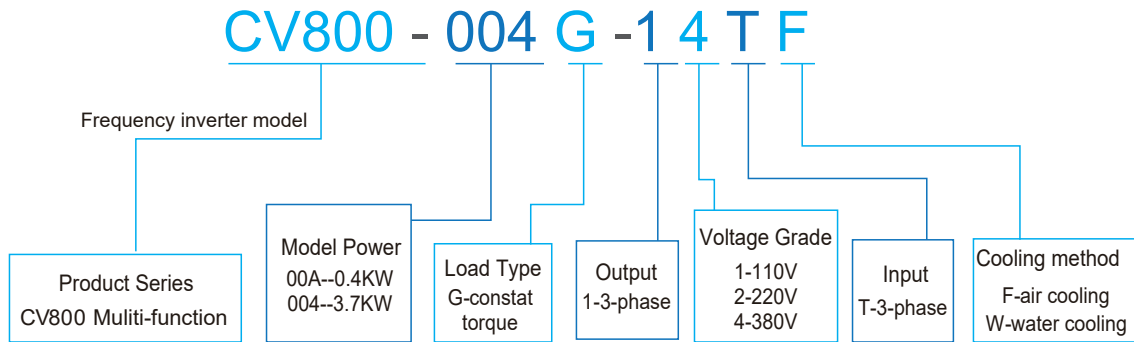 CV800 - 004 G - 1 4 T F
Frequency inverter model
Product Series
CV800 Muliti-function
Model Power
00A--0.4KW
004--3.7KW
Load Type
G-constat
torque
Output
1-3-phase
Voltage Grade
1-110V
2-220V
4-380V
Input
T-3-phase
Cooling method
F-air cooling
W-water cooling